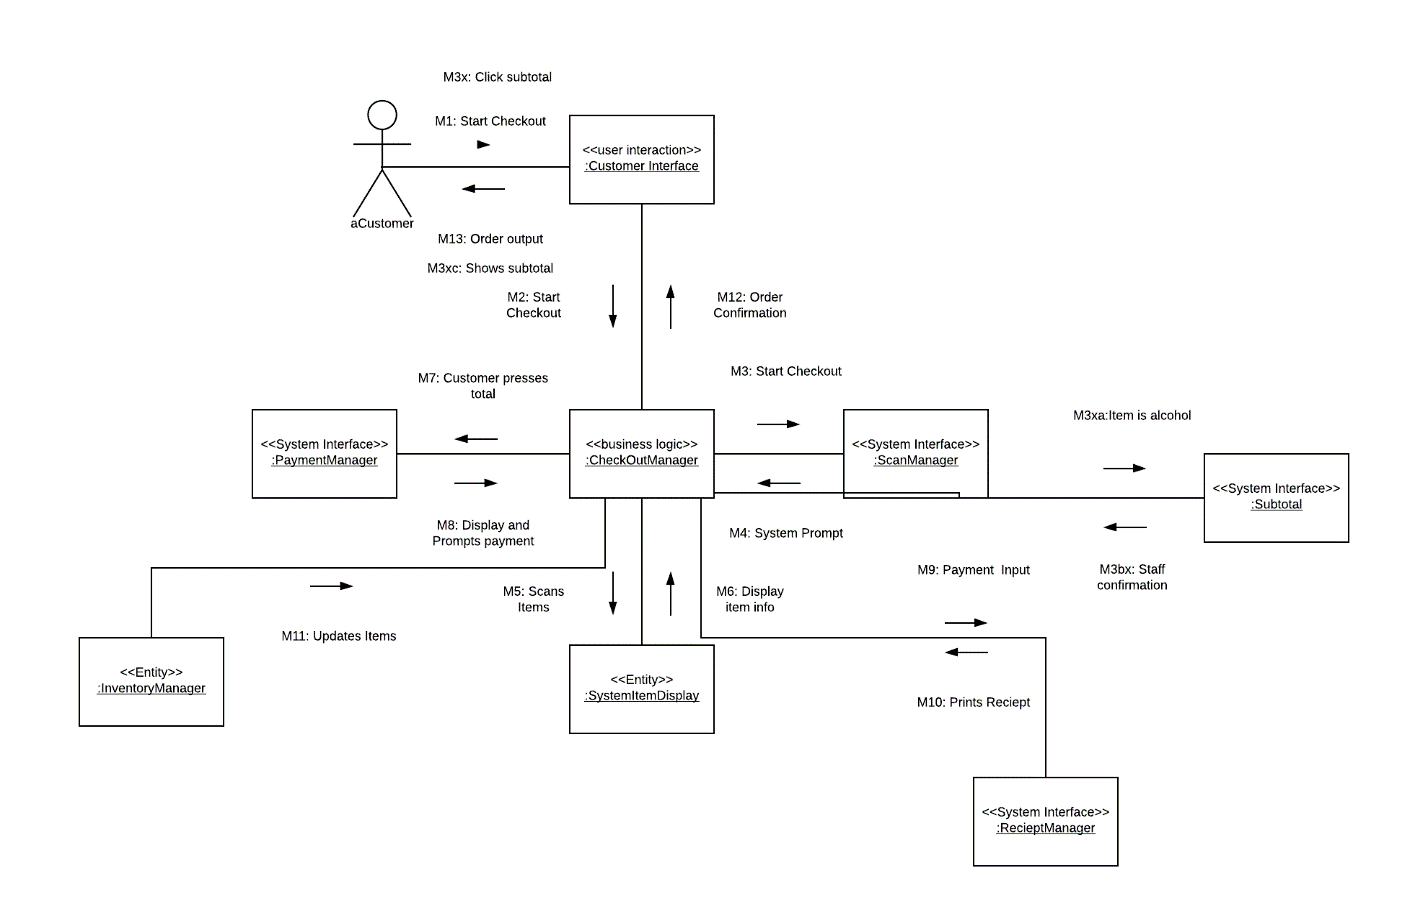 M3x: Click subtotal
M1: Start Checkout
<<user interaction>>
:Customer Interface
aCustomer
M13: Order output
M3xc: Shows subtotal
M2: Start
Checkout
M12: Order
Confirmation
M7: Customer presses
total
M3: Start Checkout
M3xa:Item is alcohol
<<System Interface>>
:PaymentManager
<<business logic>>
:CheckOutManager
<<System Interface>>
:ScanManager
<<System Interface>>
:Subtotal
M8: Display and
Prompts payment
M4: System Prompt
M9: Payment Input
M3bx: Staff
confirmation
M5: Scans
Items
M6: Display
item info
M11: Updates Items
<<Entity>>
:InventoryManager
<<Entity>>
:SystemItemDisplay
M10: Prints Reciept
<<System Interface>>
:RecieptManager